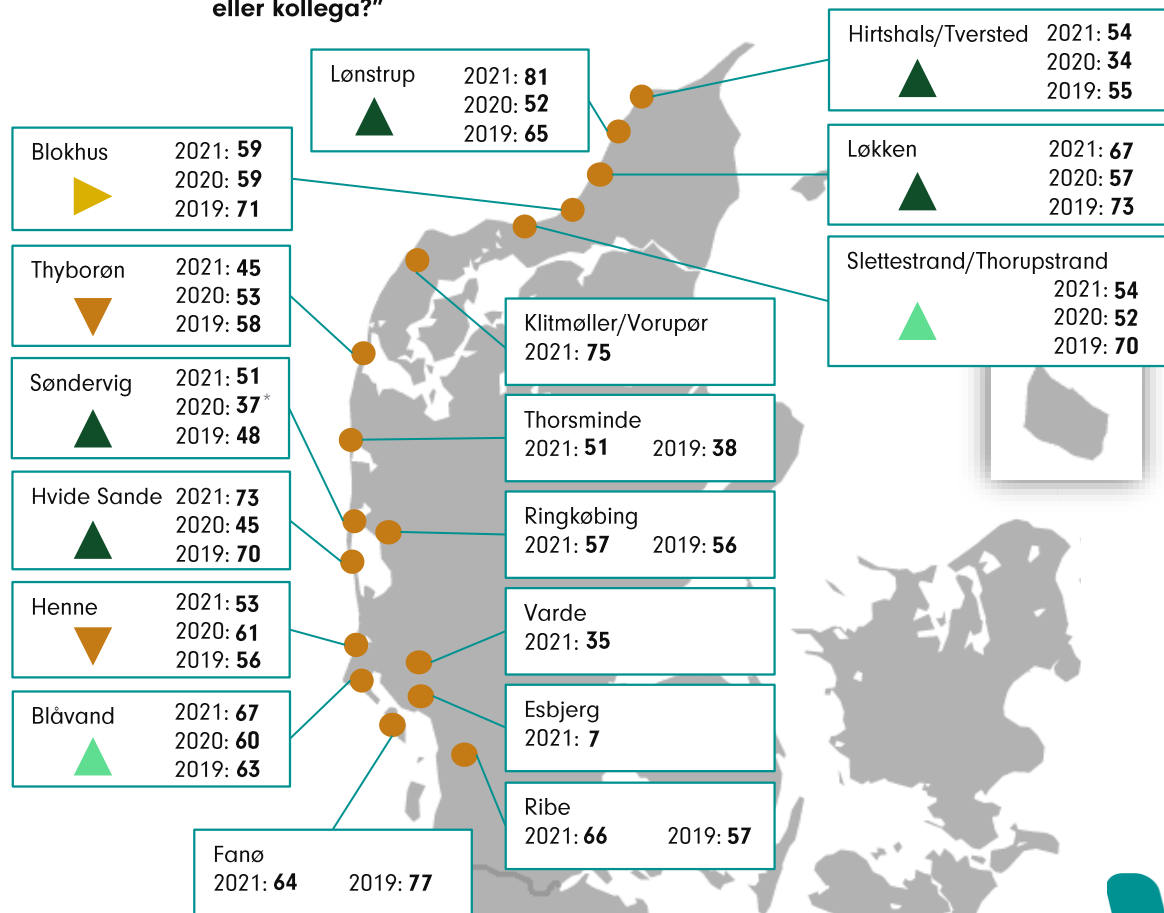 eller kollega?”
Lønstrup
2021: 81
2020: 52
2019: 65
Hirtshals/Tversted
2021: 54
2020: 34
2019: 55
Blokhus
2021: 59
2020: 59
2019: 71
Løkken
2021: 67
2020: 57
2019: 73
Thyborøn
2021: 45
2020: 53
2019: 58
Slettestrand/Thorupstrand
2021: 54
2020: 52
2019: 70
Klitmøller/Vorupør
2021: 75
Søndervig
2021: 51
2020: 37*
2019: 48
Thorsminde
2021: 51 2019: 38
Hvide Sande
2021: 73
2020: 45
2019: 70
Ringkøbing
2021: 57 2019: 56
Henne
2021: 53
2020: 61
2019: 56
Varde
2021: 35
Blåvand
2021: 67
2020: 60
2019: 63
Esbjerg
2021: 7
Ribe
2021: 66 2019: 57
Fanø
2021: 64 2019: 77